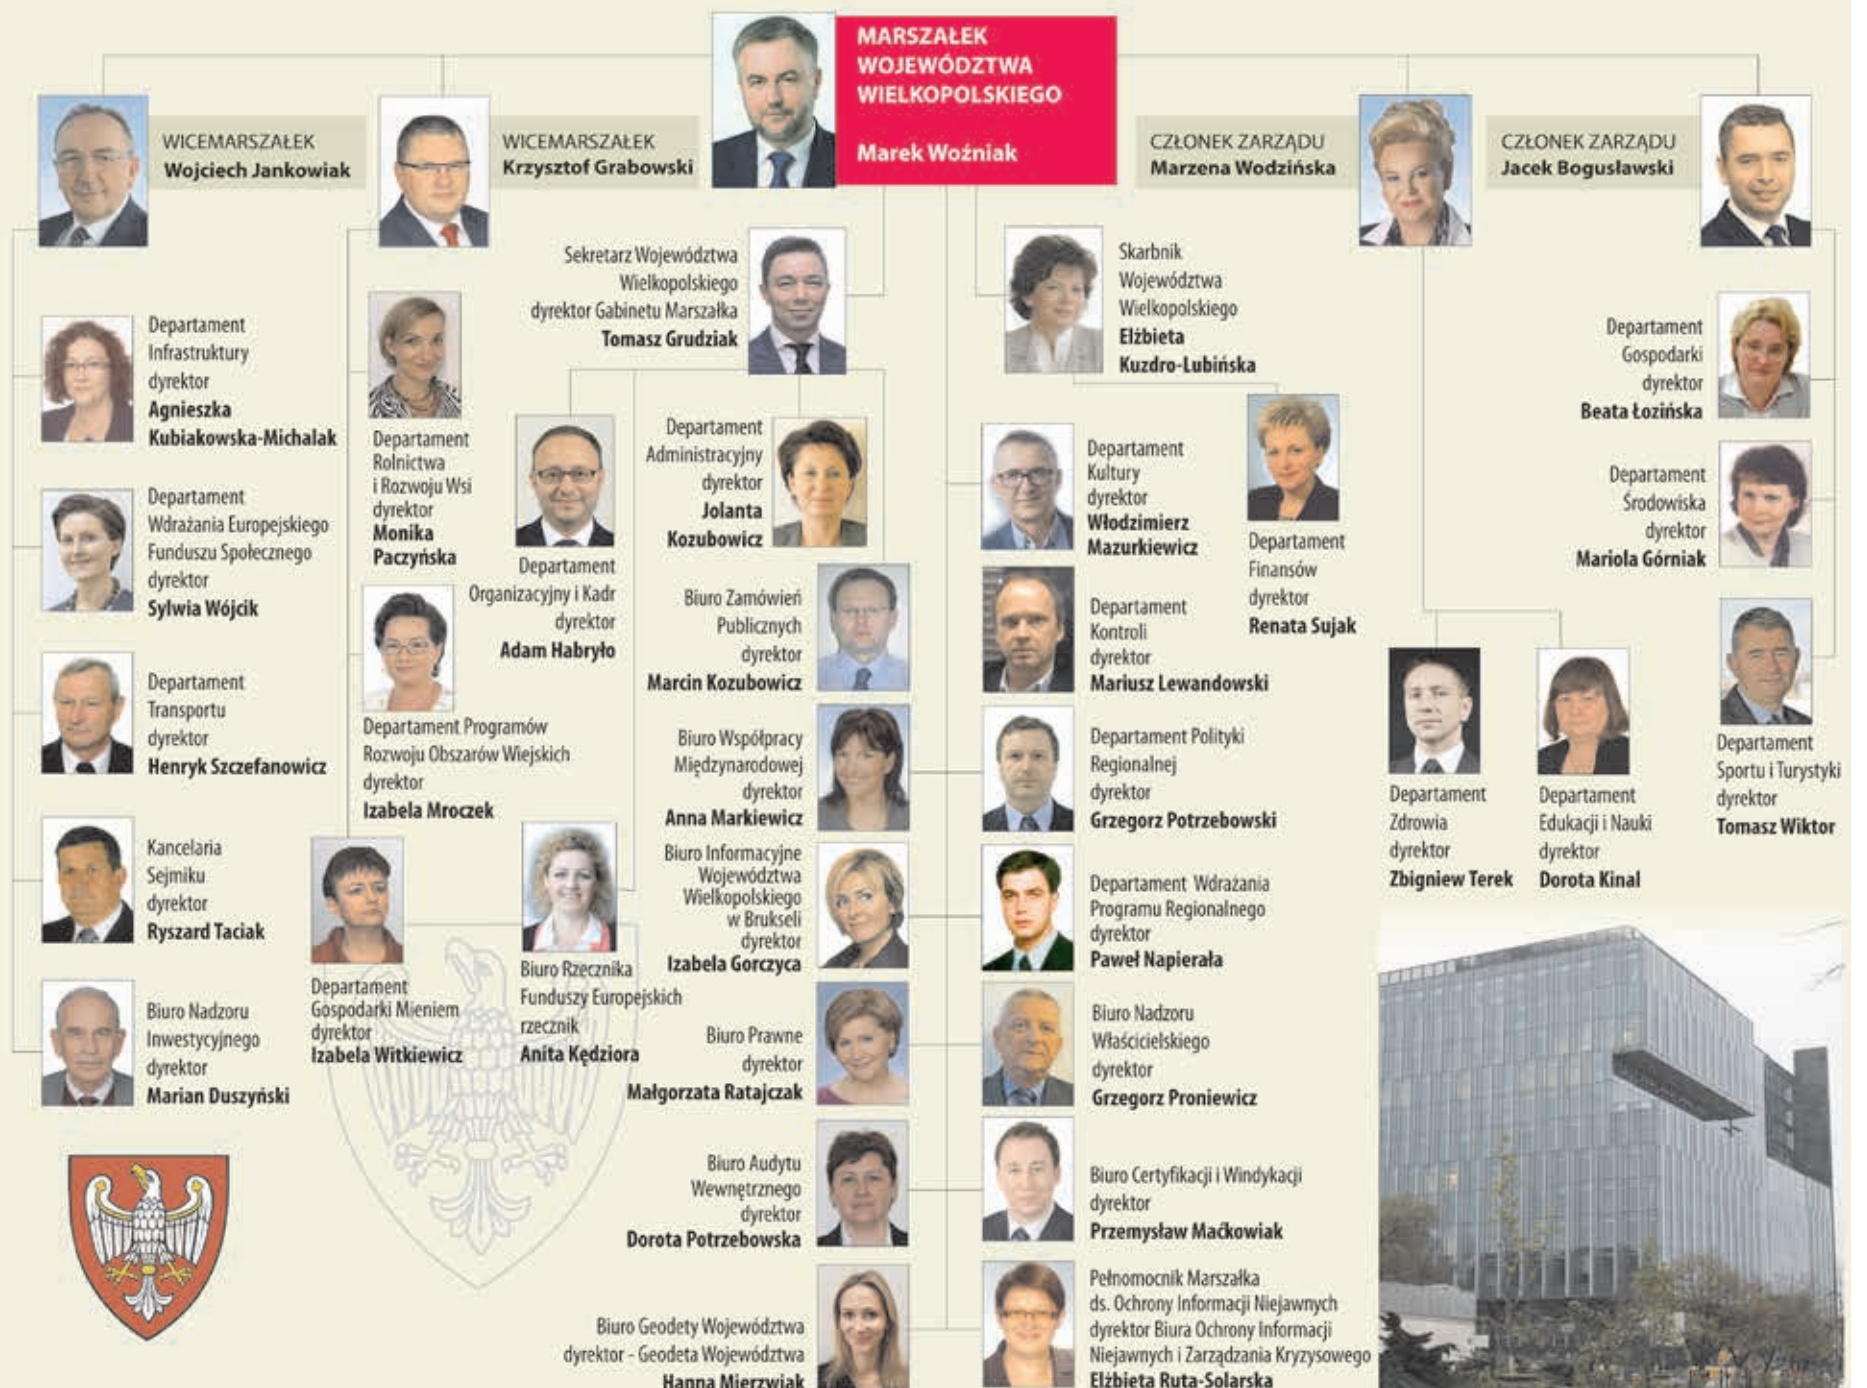 MARSZAŁEK
WOJEWÓDZTWA
WIELKOPOLSKIEGO
Marek Woźniak
WICEMARSZAŁEK
Wojciech Jankowiak
WICEMARSZAŁEK
Krzysztof Grabowski
CZŁONEK ZARZĄDU
Marzena Wodzińska
CZŁONEK ZARZĄDU
Jacek Bogusławski
Departament
Infrastruktury
dyrektor
Agnieszka
Kubiakowska-Michalak
Departament
Wdrażania Europejskiego
Funduszu Społecznego
dyrektor
Sylwia Wójcik
Departament
Transportu
dyrektor
Henryk Szczefanowicz
Kancelaria
Sejmiku
dyrektor
Ryszard Taciak
Biuro Nadzoru
Inwestycyjnego
dyrektor
Marian Duszyński
Departament
Rolnictwa
i Rozwoju Wsi
dyrektor
Monika
Paczyńska
Departament Programów
Rozwoju Obszarów Wiejskich
dyrektor
Izabela Mroczek
Departament
Gospodarki Mieniem
dyrektor
Izabela Witkiewicz
Sekretarz Województwa
Wielkopolskiego
dyrektor Gabinetu Marszałka
Tomasz Grudziak
Departament
Organizacyjny i Kadr
dyrektor
Adam Habryło
Biuro Rzecznika
Funduszy Europejskich
rzecznik
Anita Kędziora
Departament
Administracyjny
dyrektor
Jolanta
Kozubowicz
Biuro Zamówień
Publicznych
dyrektor
Marcin Kozubowicz
Biuro Współpracy
Międzynarodowej
dyrektor
Anna Markiewicz
Biuro Informacyjne
Województwa
Wielkopolskiego
w Brukseli
dyrektor
Izabela Gorczyca
Biuro Prawne
dyrektor
Małgorzata Ratajczak
Biuro Audytu
Wewnętrznego
dyrektor
Dorota Potrzebowska
Biuro Geodety Województwa
dyrektor - Geodeta Województwa
Hanna Mierzwiak
Skarbnik
Województwa
Wielkopolskiego
Elżbieta
Kuzdro-Lubińska
Departament
Finansów
dyrektor
Renata Sujak
Departament
Kultury
dyrektor
Włodzimierz
Mazurkiewicz
Departament
Kontroli
dyrektor
Mariusz Lewandowski
Departament Polityki
Regionalnej
dyrektor
Grzegorz Potrzebowski
Departament Wdrażania
Programu Regionalnego
dyrektor
Paweł Napierała
Biuro Nadzoru
Właścicielskiego
dyrektor
Grzegorz Proniewicz
Biuro Certyfikacji i Windykacji
dyrektor
Przemysław Maćkowiak
Pełnomocnik Marszałka
ds. Ochrony Informacji Niejawnych
dyrektor Biura Ochrony Informacji
Niejawnych i Zarządzania Kryzysowego
Elżbieta Ruta-Solarska
Departament
Zdrowia
dyrektor
Zbigniew Terek
Departament
Edukacji i Nauki
dyrektor
Dorota Kinal
Departament
Gospodarki
dyrektor
Beata Łozińska
Departament
Środowiska
dyrektor
Mariola Górniak
Departament
Sportu i Turystyki
dyrektor
Tomasz Wiktor